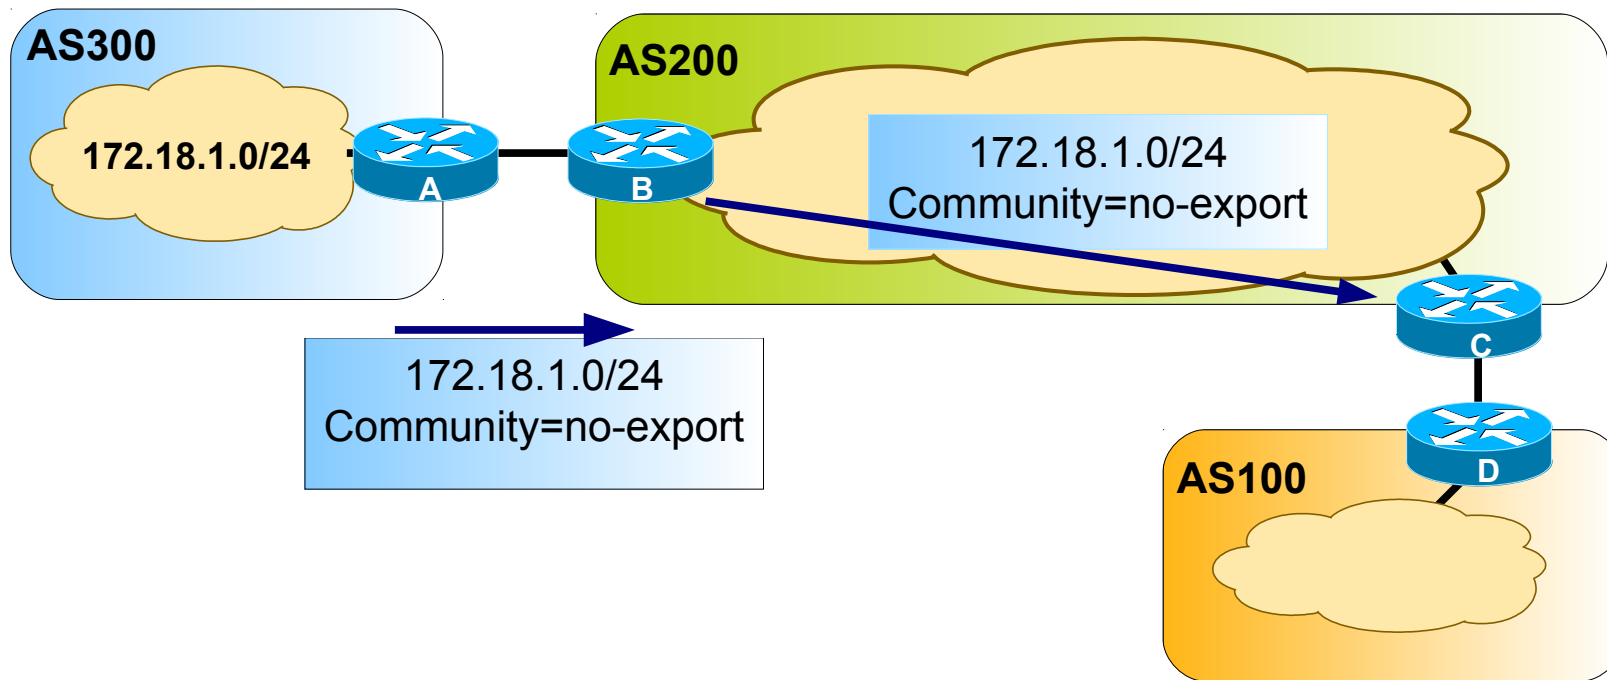 AS300
172.18.1.0/24
A
AS200
B
172.18.1.0/24
Community=no-export
172.18.1.0/24
Community=no-export
C
D
AS100